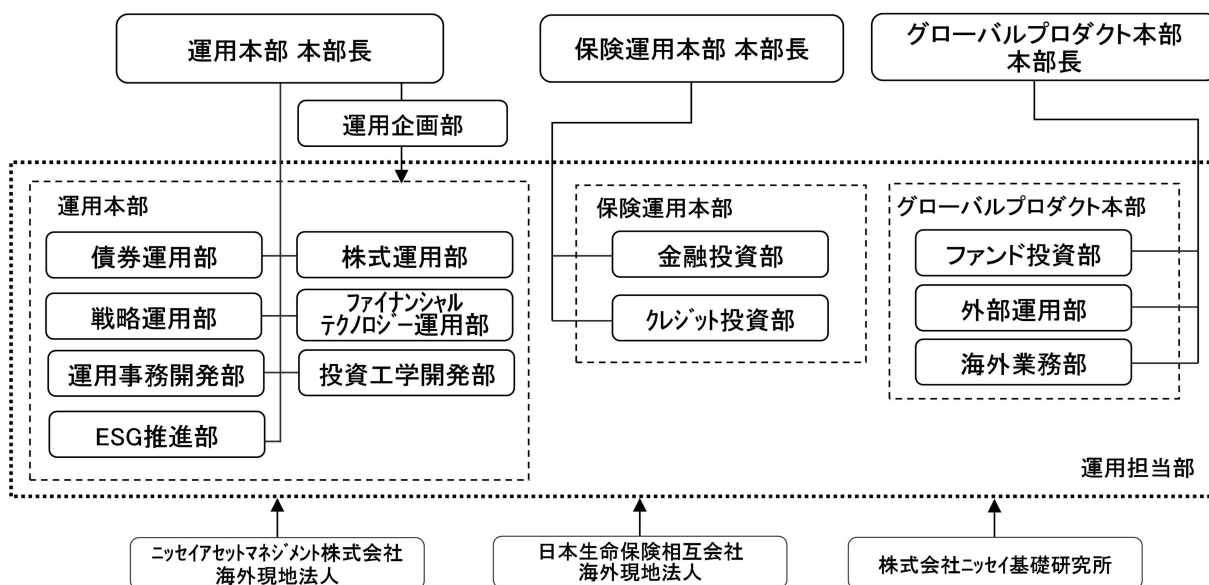 運用本部 本部長
保険運用本部 本部長
グローバルプロダクト本部
本部長
運用企画部
運用本部
債券運用部
株式運用部
戦略運用部
ファイナンシャル
テクノロジー運用部
運用事務開発部
投資工学開発部
ESG推進部
保険運用本部
金融投資部
クレジット投資部
グローバルプロダクト本部
ファンド投資部
外部運用部
海外業務部
運用担当部
ニッセイアセットマネジメント株式会社
海外現地法人
日本生命保険相互会社
海外現地法人
株式会社ニッセイ基礎研究所